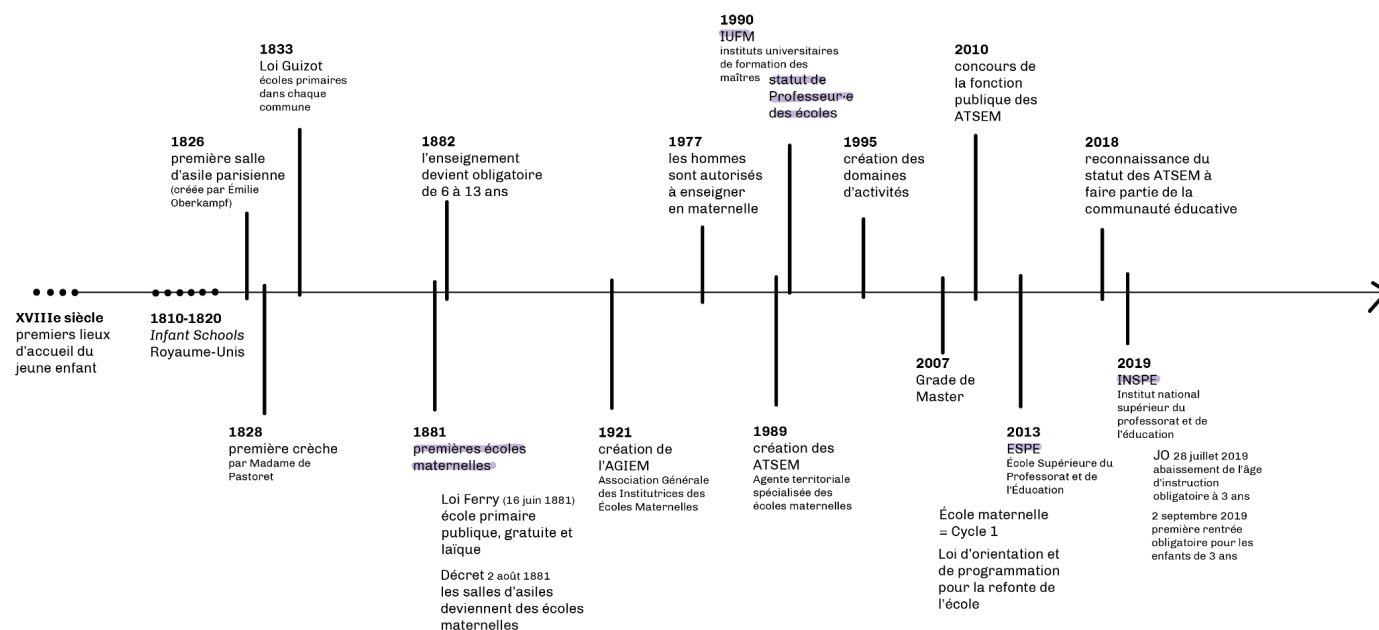 XVIIIe siècle
premiers lieux
d'accueil du
jeune enfant
1810-1820
Infant Schools
Royaume-Unis
1826
première salle
d'asile parisienne
(créée par Émilie
Oberkampf)
1828
première crèche
par Madame de
Pastoret
1833
Loi Guizot
écoles primaires
dans chaque
commune
1881
premières écoles
maternelles
Loi Ferry (16 juin 1881)
école primaire
publique, gratuite et
laïque
Décret 2 août 1881
les salles d'asiles
deviennent des écoles
maternelles
1882
l'enseignement
devient obligatoire
de 6 à 13 ans
1921
création de
l'AGIEM
Association Générale
des Institutrices des
Écoles Maternelles
1977
les hommes
sont autorisés
à enseigner
en maternelle
1989
création des
ATSEM
Agente territoriale
spécialisée des
écoles maternelles
1990
IUFM
instituts universitaires
de formation des
maîtres
statut de
Professeur·e
des écoles
1995
création des
domaines
d'activités
2007
Grade de
Master
2010
concours de
la fonction
publique des
ATSEM
2013
ESPE
École Supérieure du
Professorat et de
l'Éducation
École maternelle
= Cycle 1
Loi d'orientation et
de programmation
pour la refonte de
l'école
2018
reconnaissance du
statut des ATSEM à
faire partie de la
communauté éducative
2019
INSPE
Institut national
supérieur du
professorat et de
l'éducation
JO 28 juillet 2019
abaissement de l'âge
d'instruction
obligatoire à 3 ans
2 septembre 2019
première rentrée
obligatoire pour les
enfants de 3 ans